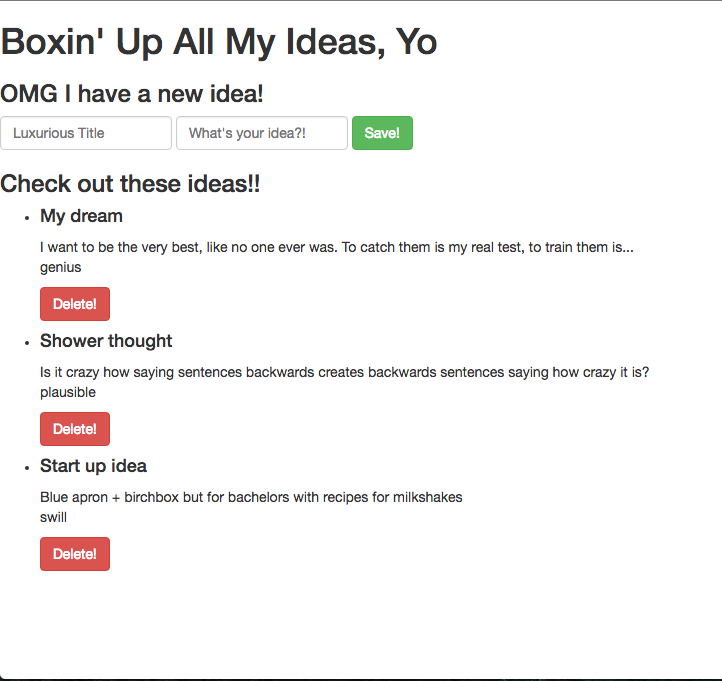 Boxin' Up All My Ideas, Yo
OMG I have a new idea!
Luxurious Title What's your idea?! Save!
Check out these ideas!!
My dream
I want to be the very best, like no one ever was. To catch them is my real test, to train them is...
genius
Delete!
Shower thought
Is it crazy how saying sentences backwards creates backwards sentences saying how crazy it is?
plausible
Delete!
Start up idea
Blue apron + birchbox but for bachelors with recipes for milkshakes
swill
Delete!